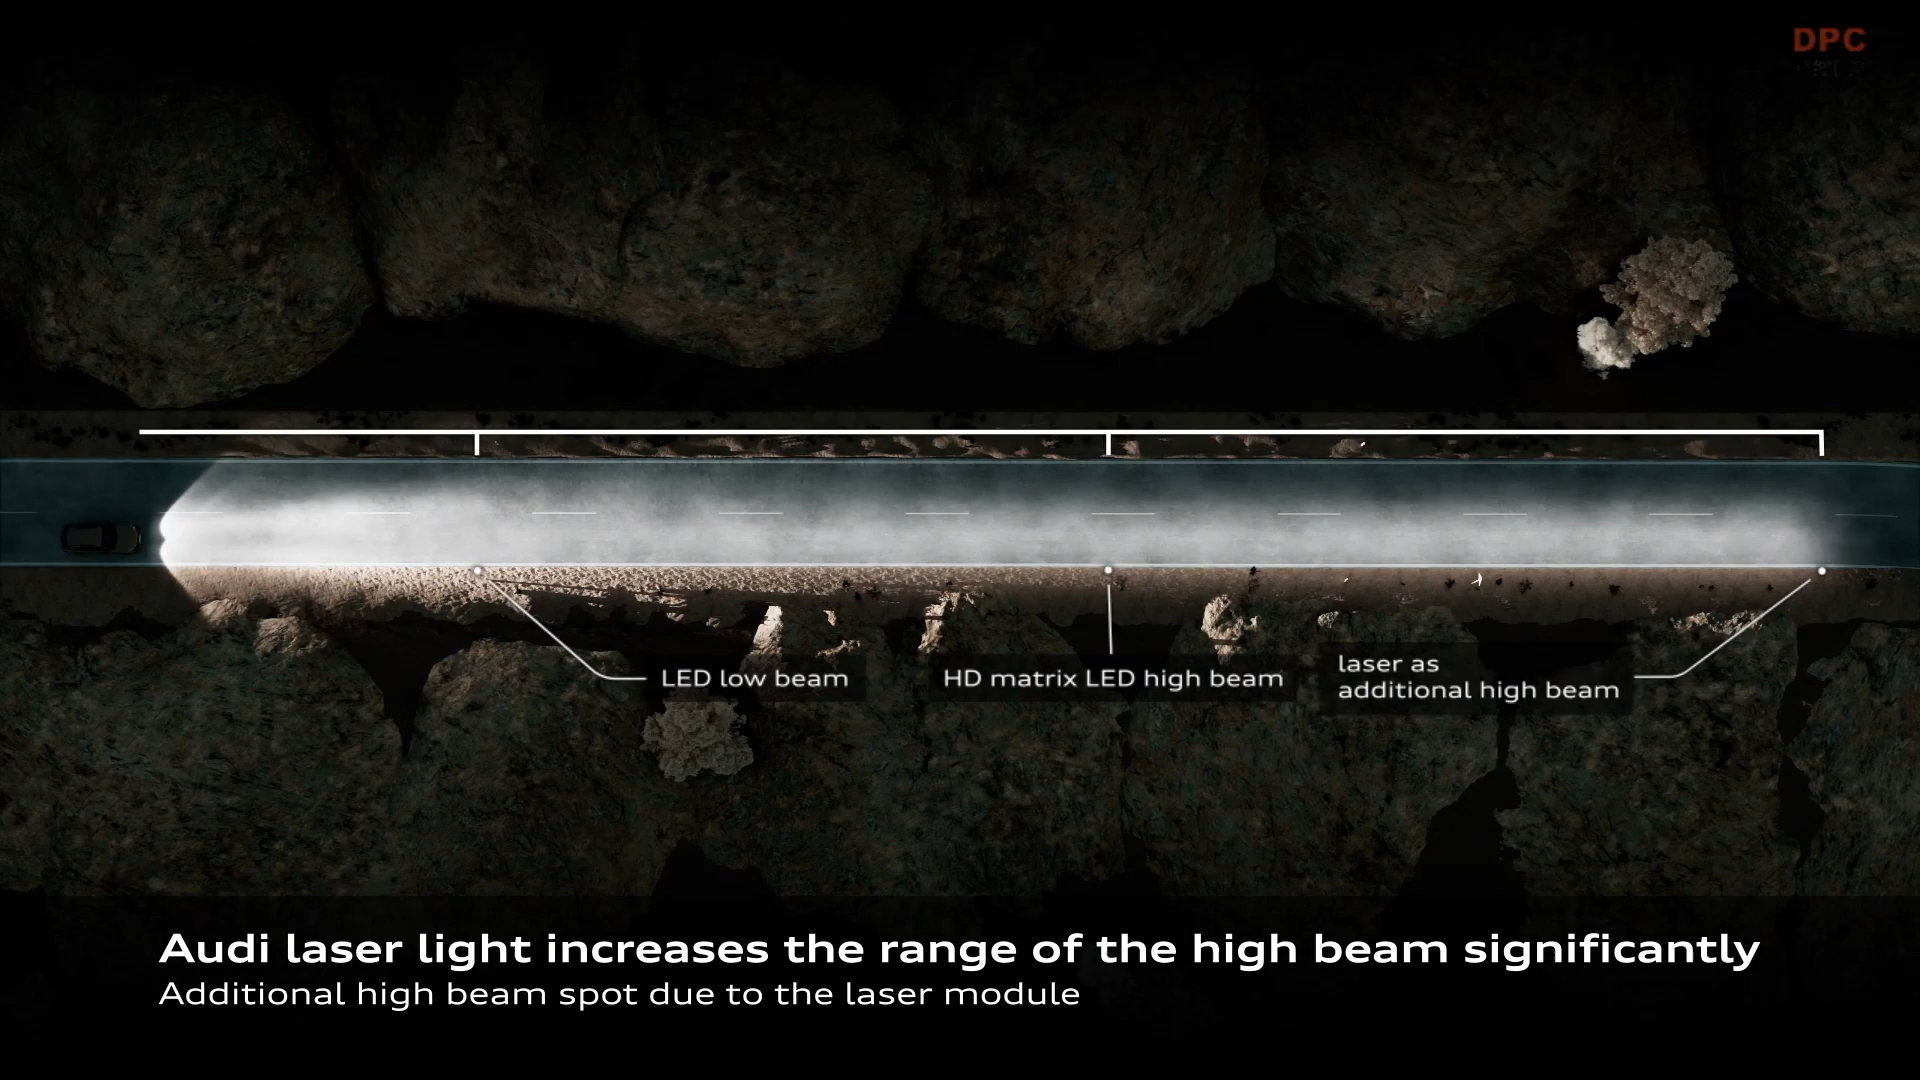 DPC
LED low beam
HD matrix LED high beam
laser as
additional high beam
Audi laser light increases the range of the high beam significantly
Additional high beam spot due to the laser module